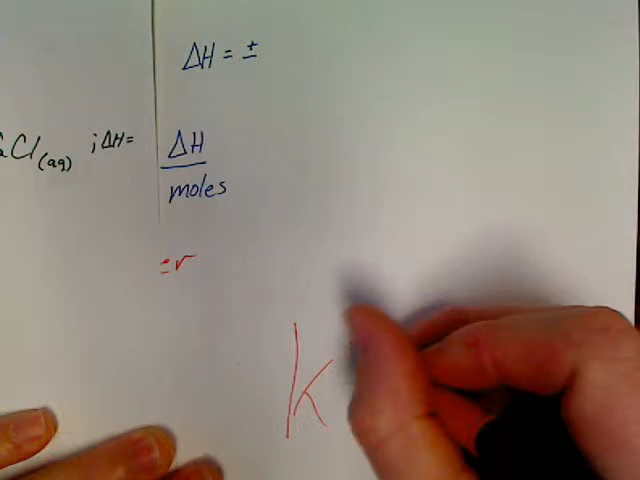 ΔH = ±
Cl(aq) ; ΔH =
ΔH
moles
k